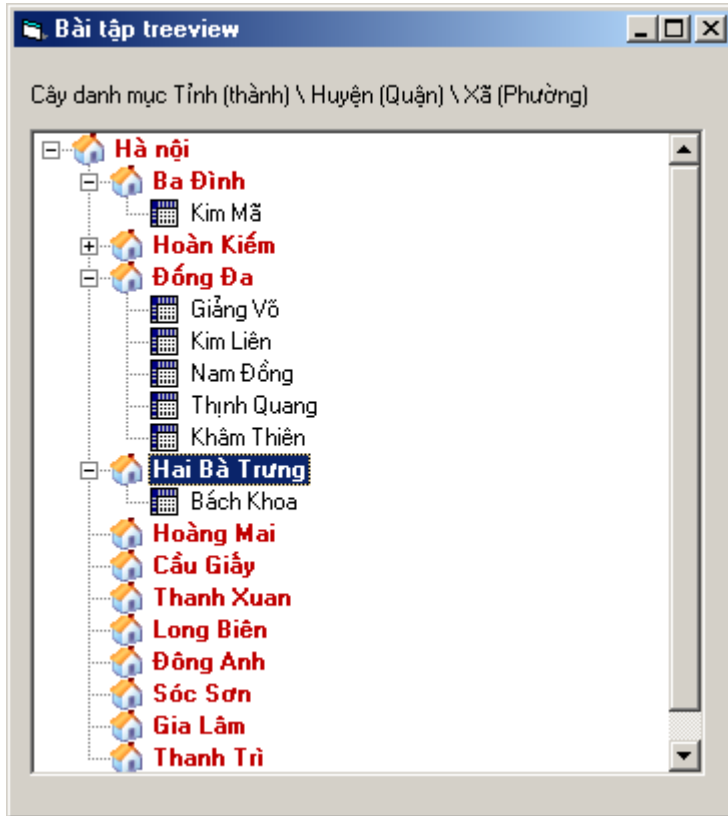 Bài tập treeview
Cây danh mục Tỉnh (thành) \ Huyện (Quận) \ Xã (Phường)
Hà nội
Ba Đình
Kim Mã
Hoàn Kiếm
Đống Đa
Giảng Võ
Kim Liên
Nam Đồng
Thịnh Quang
Khâm Thiên
Hai Bà Trưng
Bách Khoa
Hoàng Mai
Cầu Giấy
Thanh Xuan
Long Biên
Đông Anh
Sóc Sơn
Gia Lâm
Thanh Trì